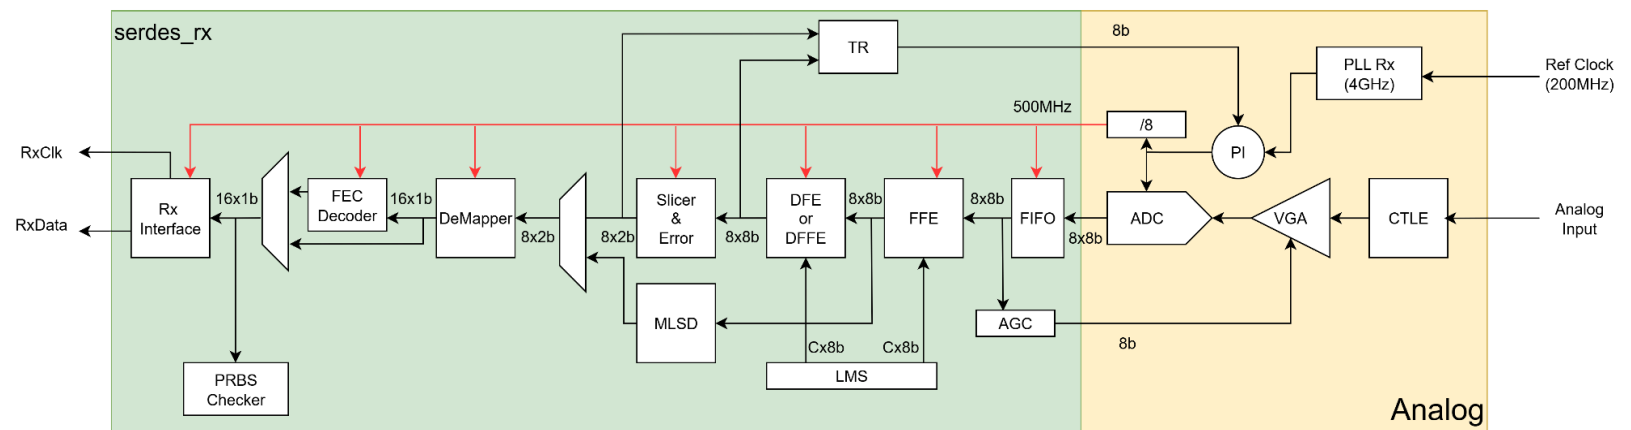 serdes_rx
TR
8b
PLL Rx
(4GHz)
Ref Clock
(200MHz)
500MHz
/8
PI
RxClk
RxData
Rx
Interface
16x1b
FEC
Decoder
16x1b
DeMapper
8x2b
8x2b
Slicer
&
Error
8x8b
DFE
or
DFFE
8x8b
FFE
8x8b
FIFO
8x8b
ADC
VGA
CTLE
Analog
Input
MLSD
AGC
8b
Cx8b
Cx8b
LMS
PRBS
Checker
Analog